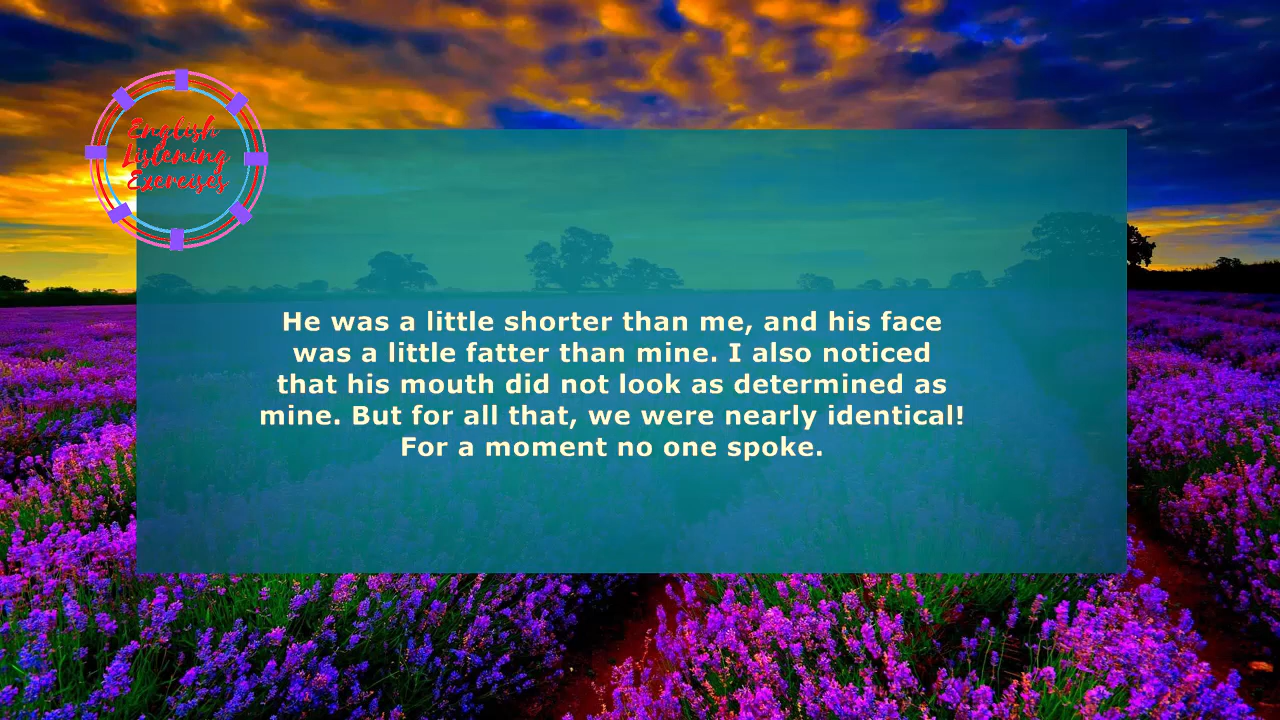 English
Listening
Exercises
He was a little shorter than me, and his face
was a little fatter than mine. I also noticed
that his mouth did not look as determined as
mine. But for all that, we were nearly identical!
For a moment no one spoke.